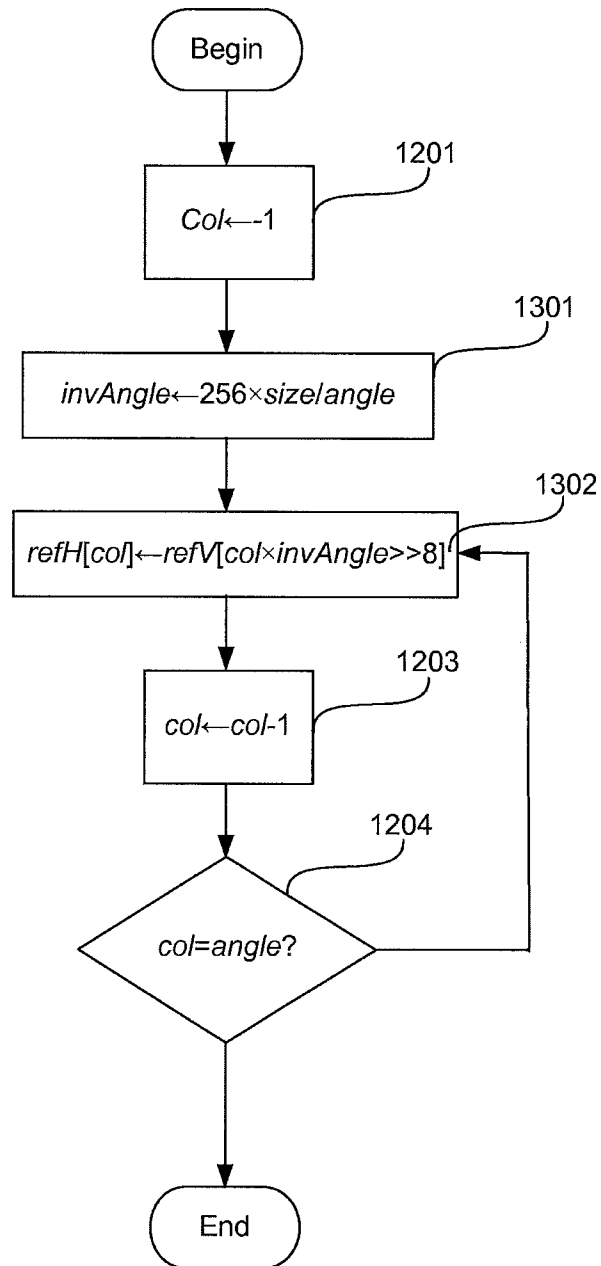 Begin
1201
Col←-1
1301
invAngle←256×size/angle
1302
refH[col]←refV[col×invAngle>>8]
1203
col←col-1
1204
col=angle?
End